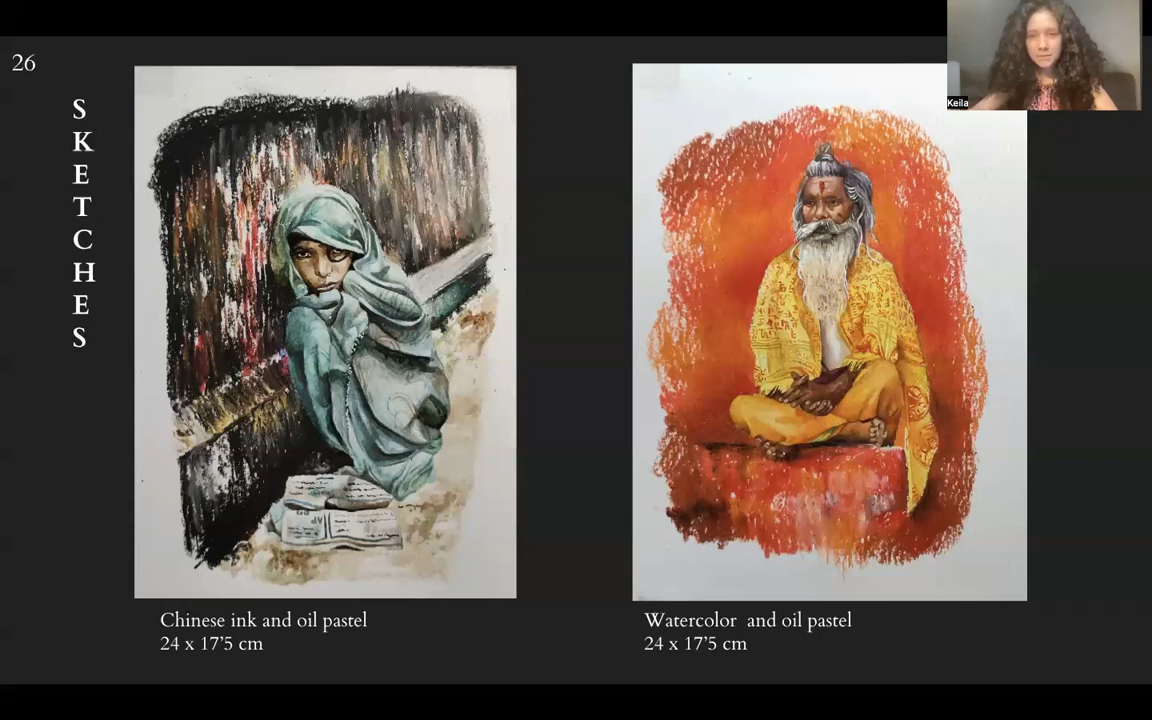 26
SKETCHES
Keila
Chinese ink and oil pastel
24 x 17'5 cm
Watercolor and oil pastel
24 x 17'5 cm